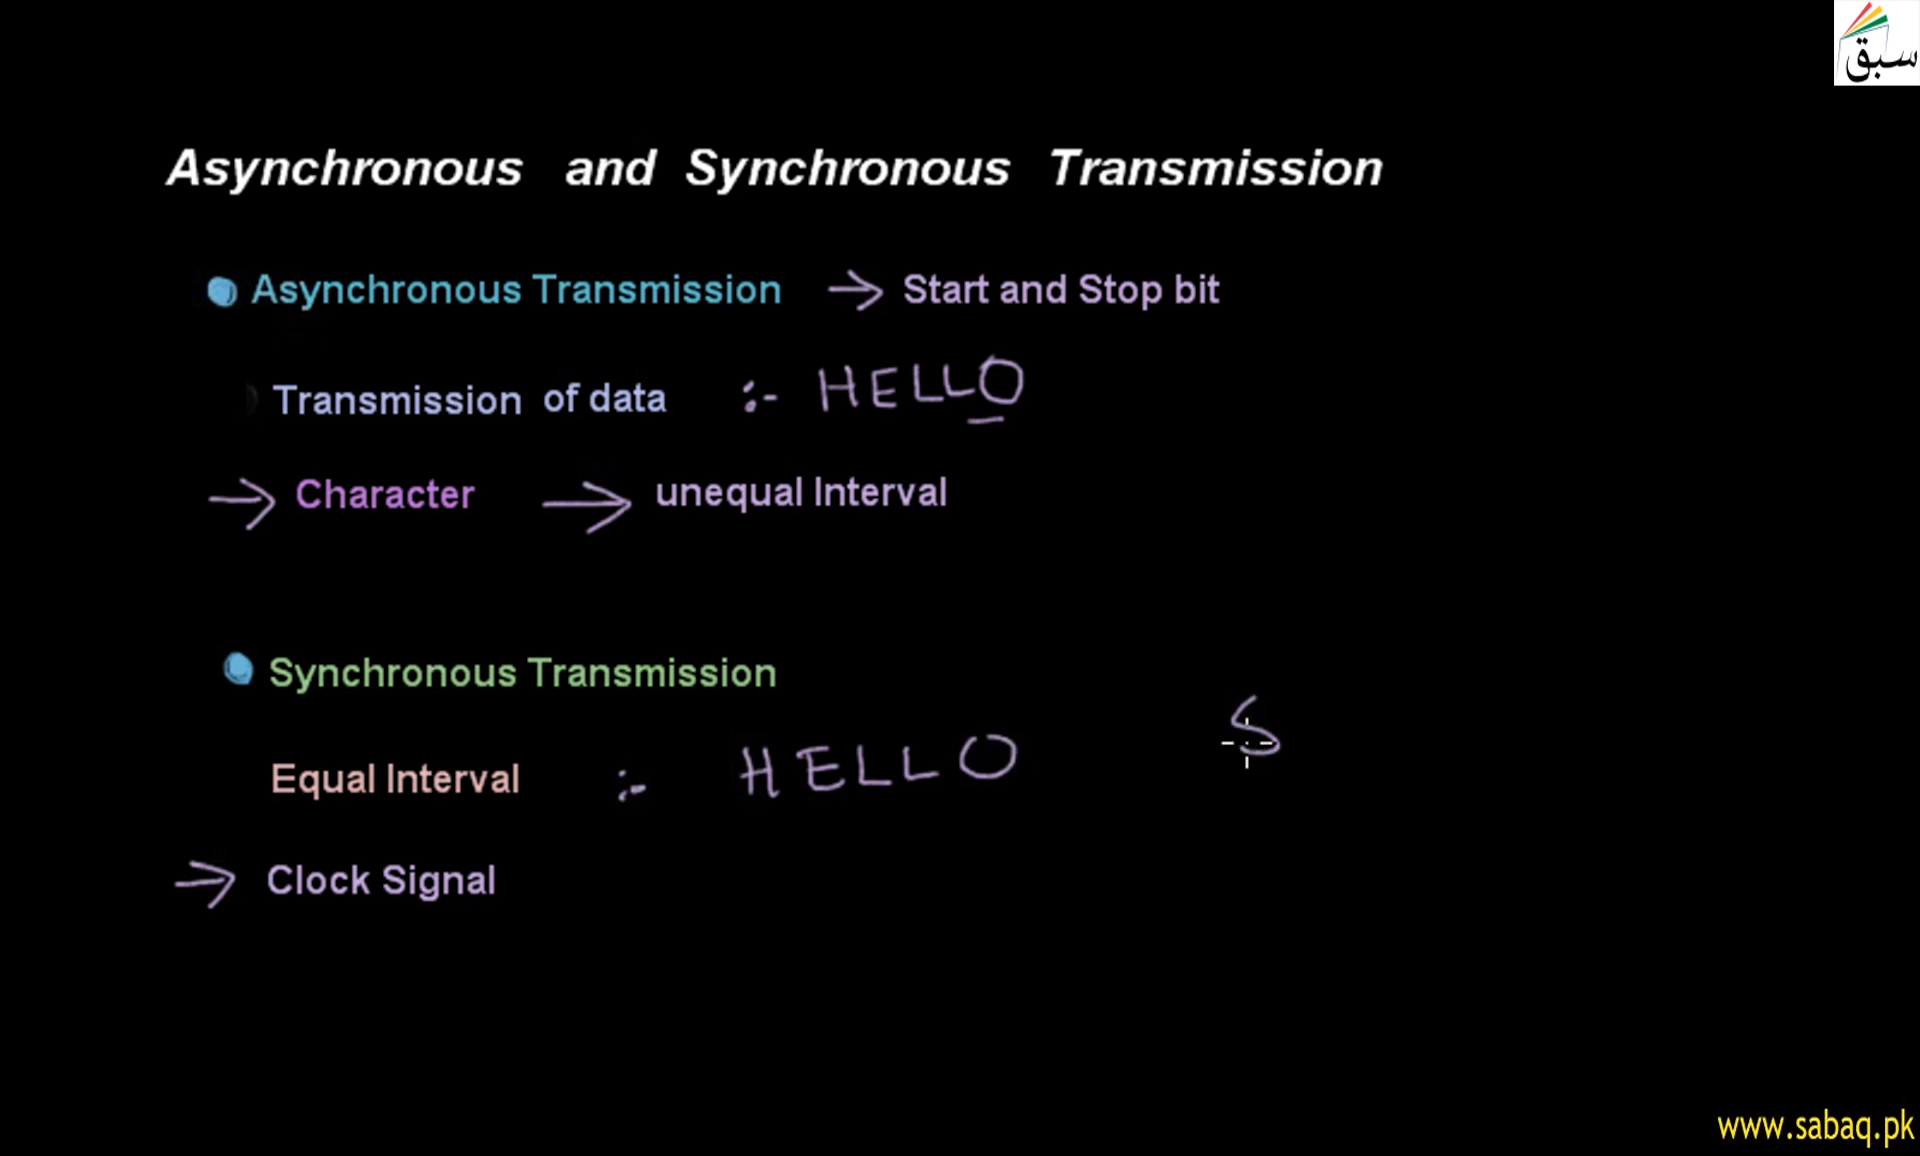 سبق
Asynchronous and Synchronous Transmission
Asynchronous Transmission → Start and Stop bit
Transmission of data :- HELLO
→ Character → unequal Interval
Synchronous Transmission
S
Equal Interval :- HELLO
→ Clock Signal
www.sabaq.pk